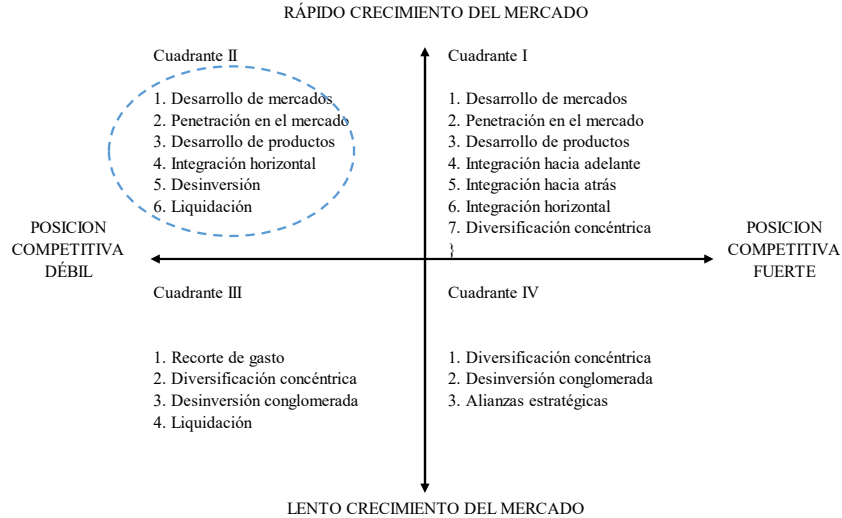 RÁPIDO CRECIMIENTO DEL MERCADO
Cuadrante II
1. Desarrollo de mercados
2. Penetración en el mercado
3. Desarrollo de productos
4. Integración horizontal
5. Desinversión
6. Liquidación
Cuadrante I
1. Desarrollo de mercados
2. Penetración en el mercado
3. Desarrollo de productos
4. Integración hacia adelante
5. Integración hacia atrás
6. Integración horizontal
7. Diversificación concéntrica
}
POSICION
COMPETITIVA
DÉBIL
POSICION
COMPETITIVA
FUERTE
Cuadrante III
1. Recorte de gasto
2. Diversificación concéntrica
3. Desinversión conglomerada
4. Liquidación
Cuadrante IV
1. Diversificación concéntrica
2. Desinversión conglomerada
3. Alianzas estratégicas
LENTO CRECIMIENTO DEL MERCADO